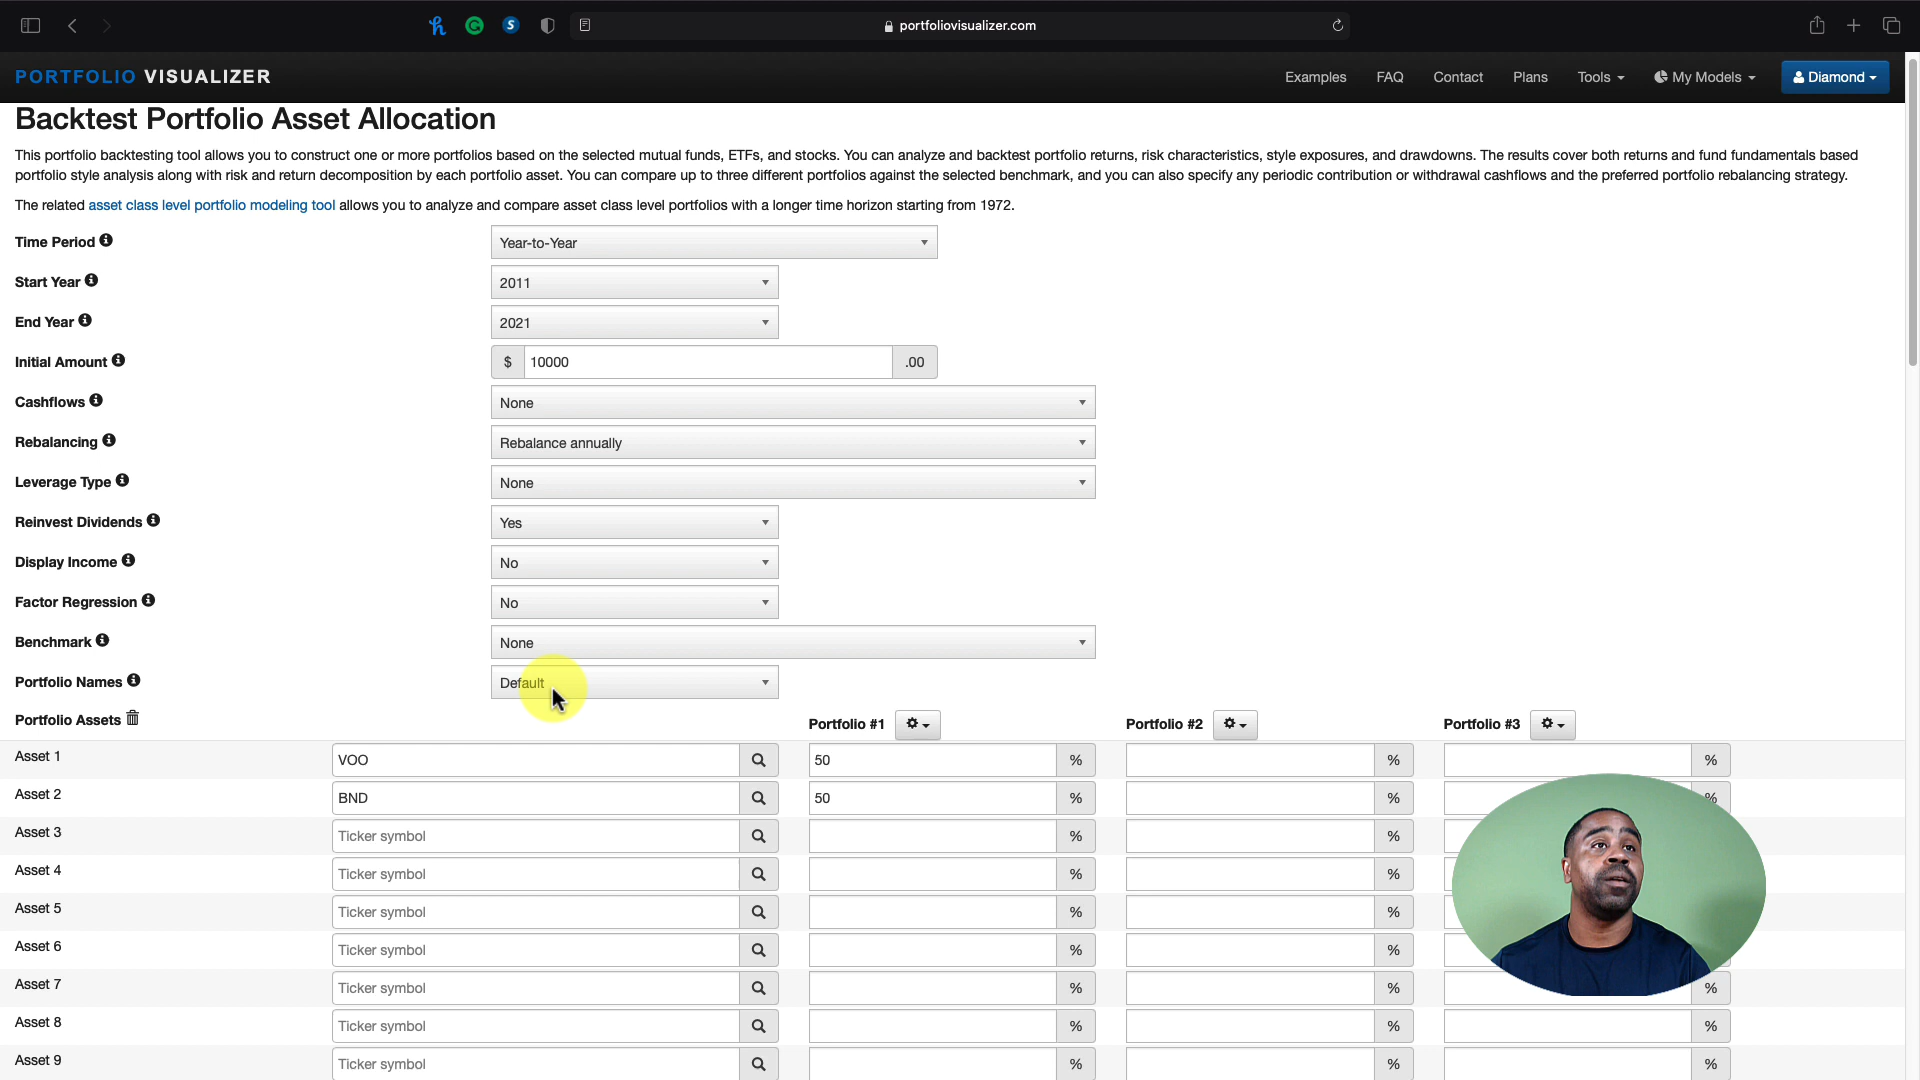 portfoliovisualizer.com
PORTFOLIO VISUALIZER
Examples
FAQ
Contact
Plans
Tools
My Models
Diamond
Backtest Portfolio Asset Allocation
This portfolio backtesting tool allows you to construct one or more portfolios based on the selected mutual funds, ETFs, and stocks. You can analyze and backtest portfolio returns, risk characteristics, style exposures, and drawdowns. The results cover both returns and fund fundamentals based
portfolio style analysis along with risk and return decomposition by each portfolio asset. You can compare up to three different portfolios against the selected benchmark, and you can also specify any periodic contribution or withdrawal cashflows and the preferred portfolio rebalancing strategy.
The related asset class level portfolio modeling tool allows you to analyze and compare asset class level portfolios with a longer time horizon starting from 1972.
Time Period Year-to-Year
Start Year 2011
End Year 2021
Initial Amount $ 10000 .00
Cashflows None
Rebalancing Rebalance annually
Leverage Type None
Reinvest Dividends Yes
Display Income No
Factor Regression No
Benchmark None
Portfolio Names Default
Portfolio Assets Portfolio #1 Portfolio #2 Portfolio #3
Asset 1 VOO 50 % % %
Asset 2 BND 50 % % %
Asset 3 Ticker symbol % %
Asset 4 Ticker symbol % %
Asset 5 Ticker symbol % %
Asset 6 Ticker symbol % %
Asset 7 Ticker symbol % % %
Asset 8 Ticker symbol % % %
Asset 9 Ticker symbol % % %